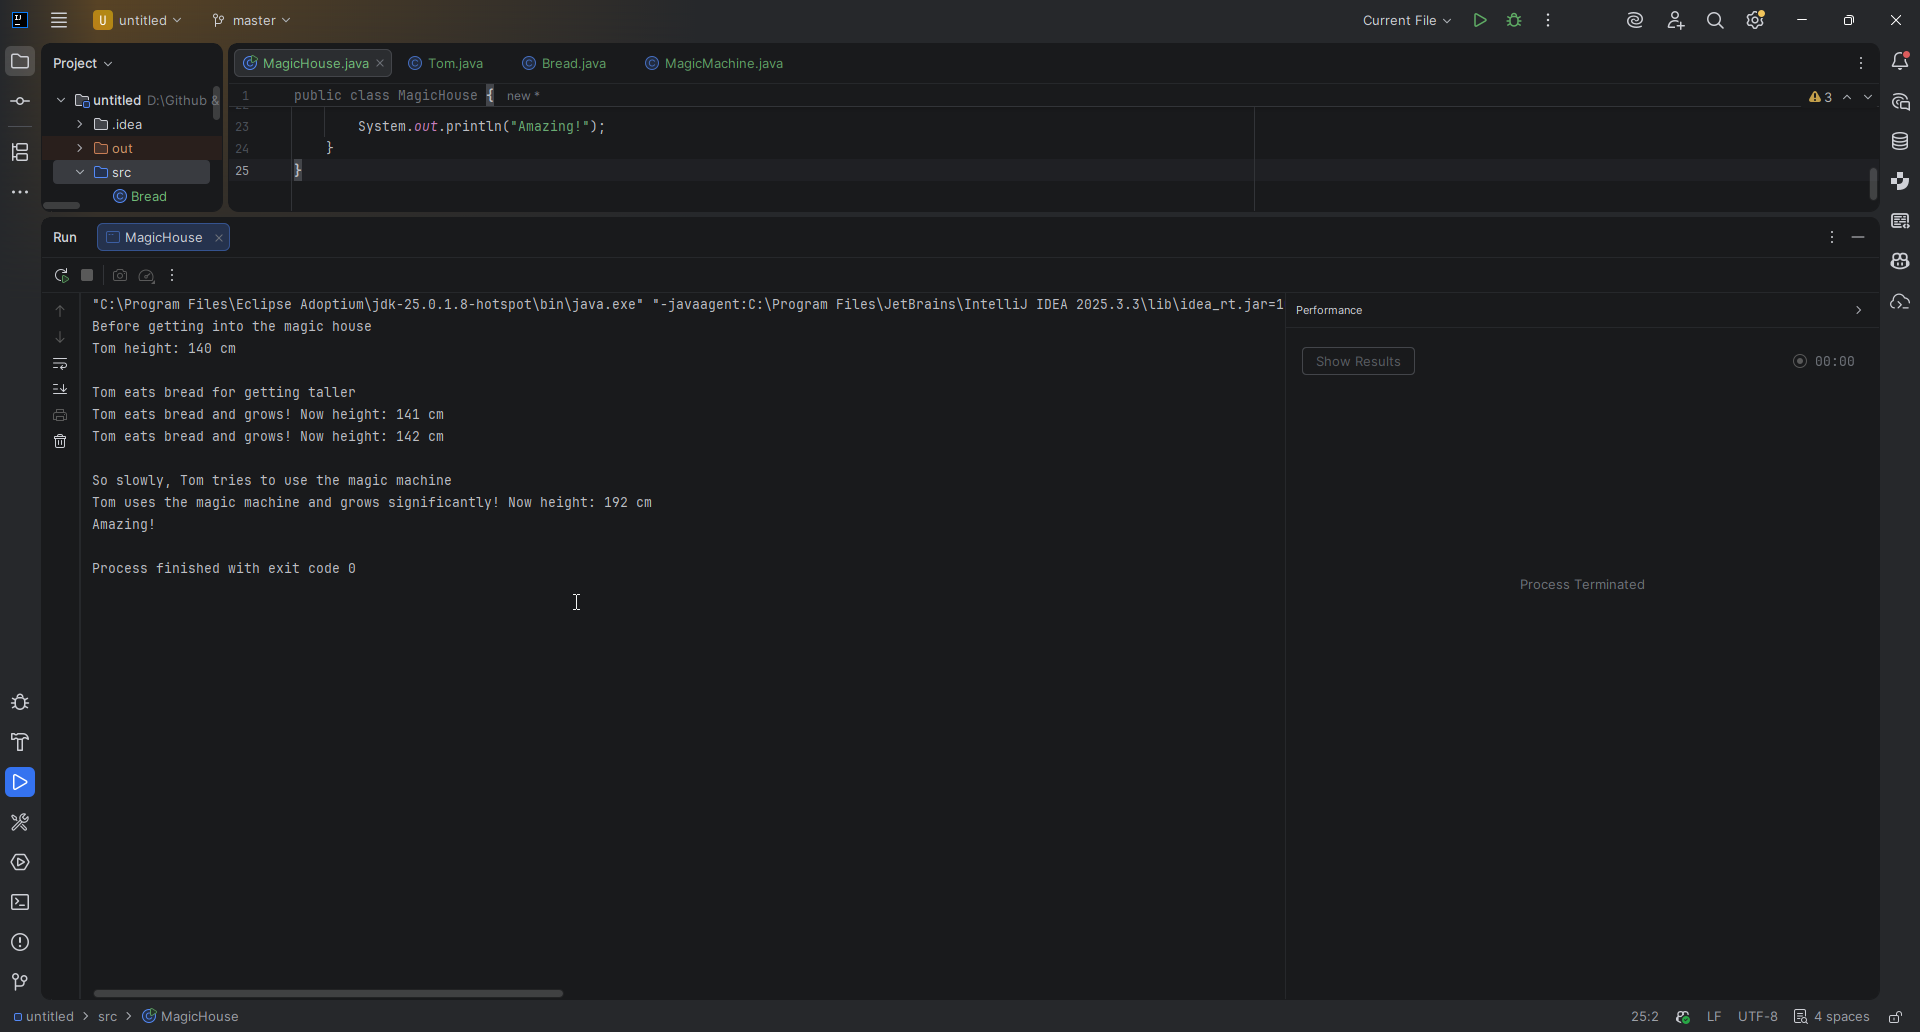 U untitled
master
Current File
Project
MagicHouse.java
Tom.java
Bread.java
MagicMachine.java
untitled D:\Github &
.idea
out
src
Bread
1 public class MagicHouse { new *
3
23 System.out.println("Amazing!");
24 }
25 }
Run
MagicHouse
"C:\Program Files\Eclipse Adoptium\jdk-25.0.1.8-hotspot\bin\java.exe" "-javaagent:C:\Program Files\JetBrains\IntelliJ IDEA 2025.3.3\lib\idea_rt.jar=1
Before getting into the magic house
Tom height: 140 cm
Tom eats bread for getting taller
Tom eats bread and grows! Now height: 141 cm
Tom eats bread and grows! Now height: 142 cm
So slowly, Tom tries to use the magic machine
Tom uses the magic machine and grows significantly! Now height: 192 cm
Amazing!
Process finished with exit code 0
Performance
Show Results
00:00
Process Terminated
untitled > src > MagicHouse
25:2 LF UTF-8 4 spaces